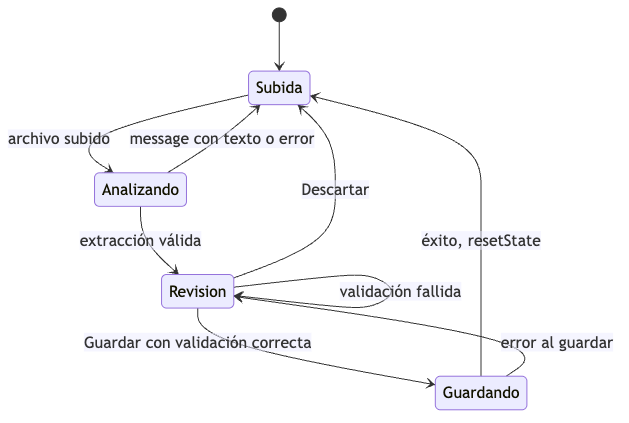 Subida
archivo subido
message con texto o error
Analizando
Descartar
extracción válida
éxito, resetState
Revision
validación fallida
Guardar con validación correcta
error al guardar
Guardando